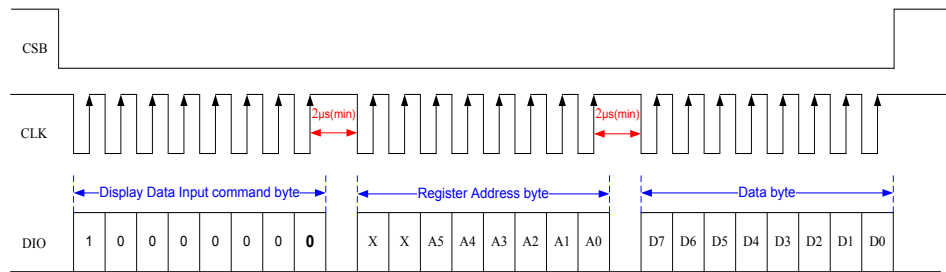 CSB
2μs(min) 2μs(min)
CLK
Display Data Input command byte Register Address byte Data byte
DIO 1 0 0 0 0 0 0 0 X X A5 A4 A3 A2 A1 A0 D7 D6 D5 D4 D3 D2 D1 D0